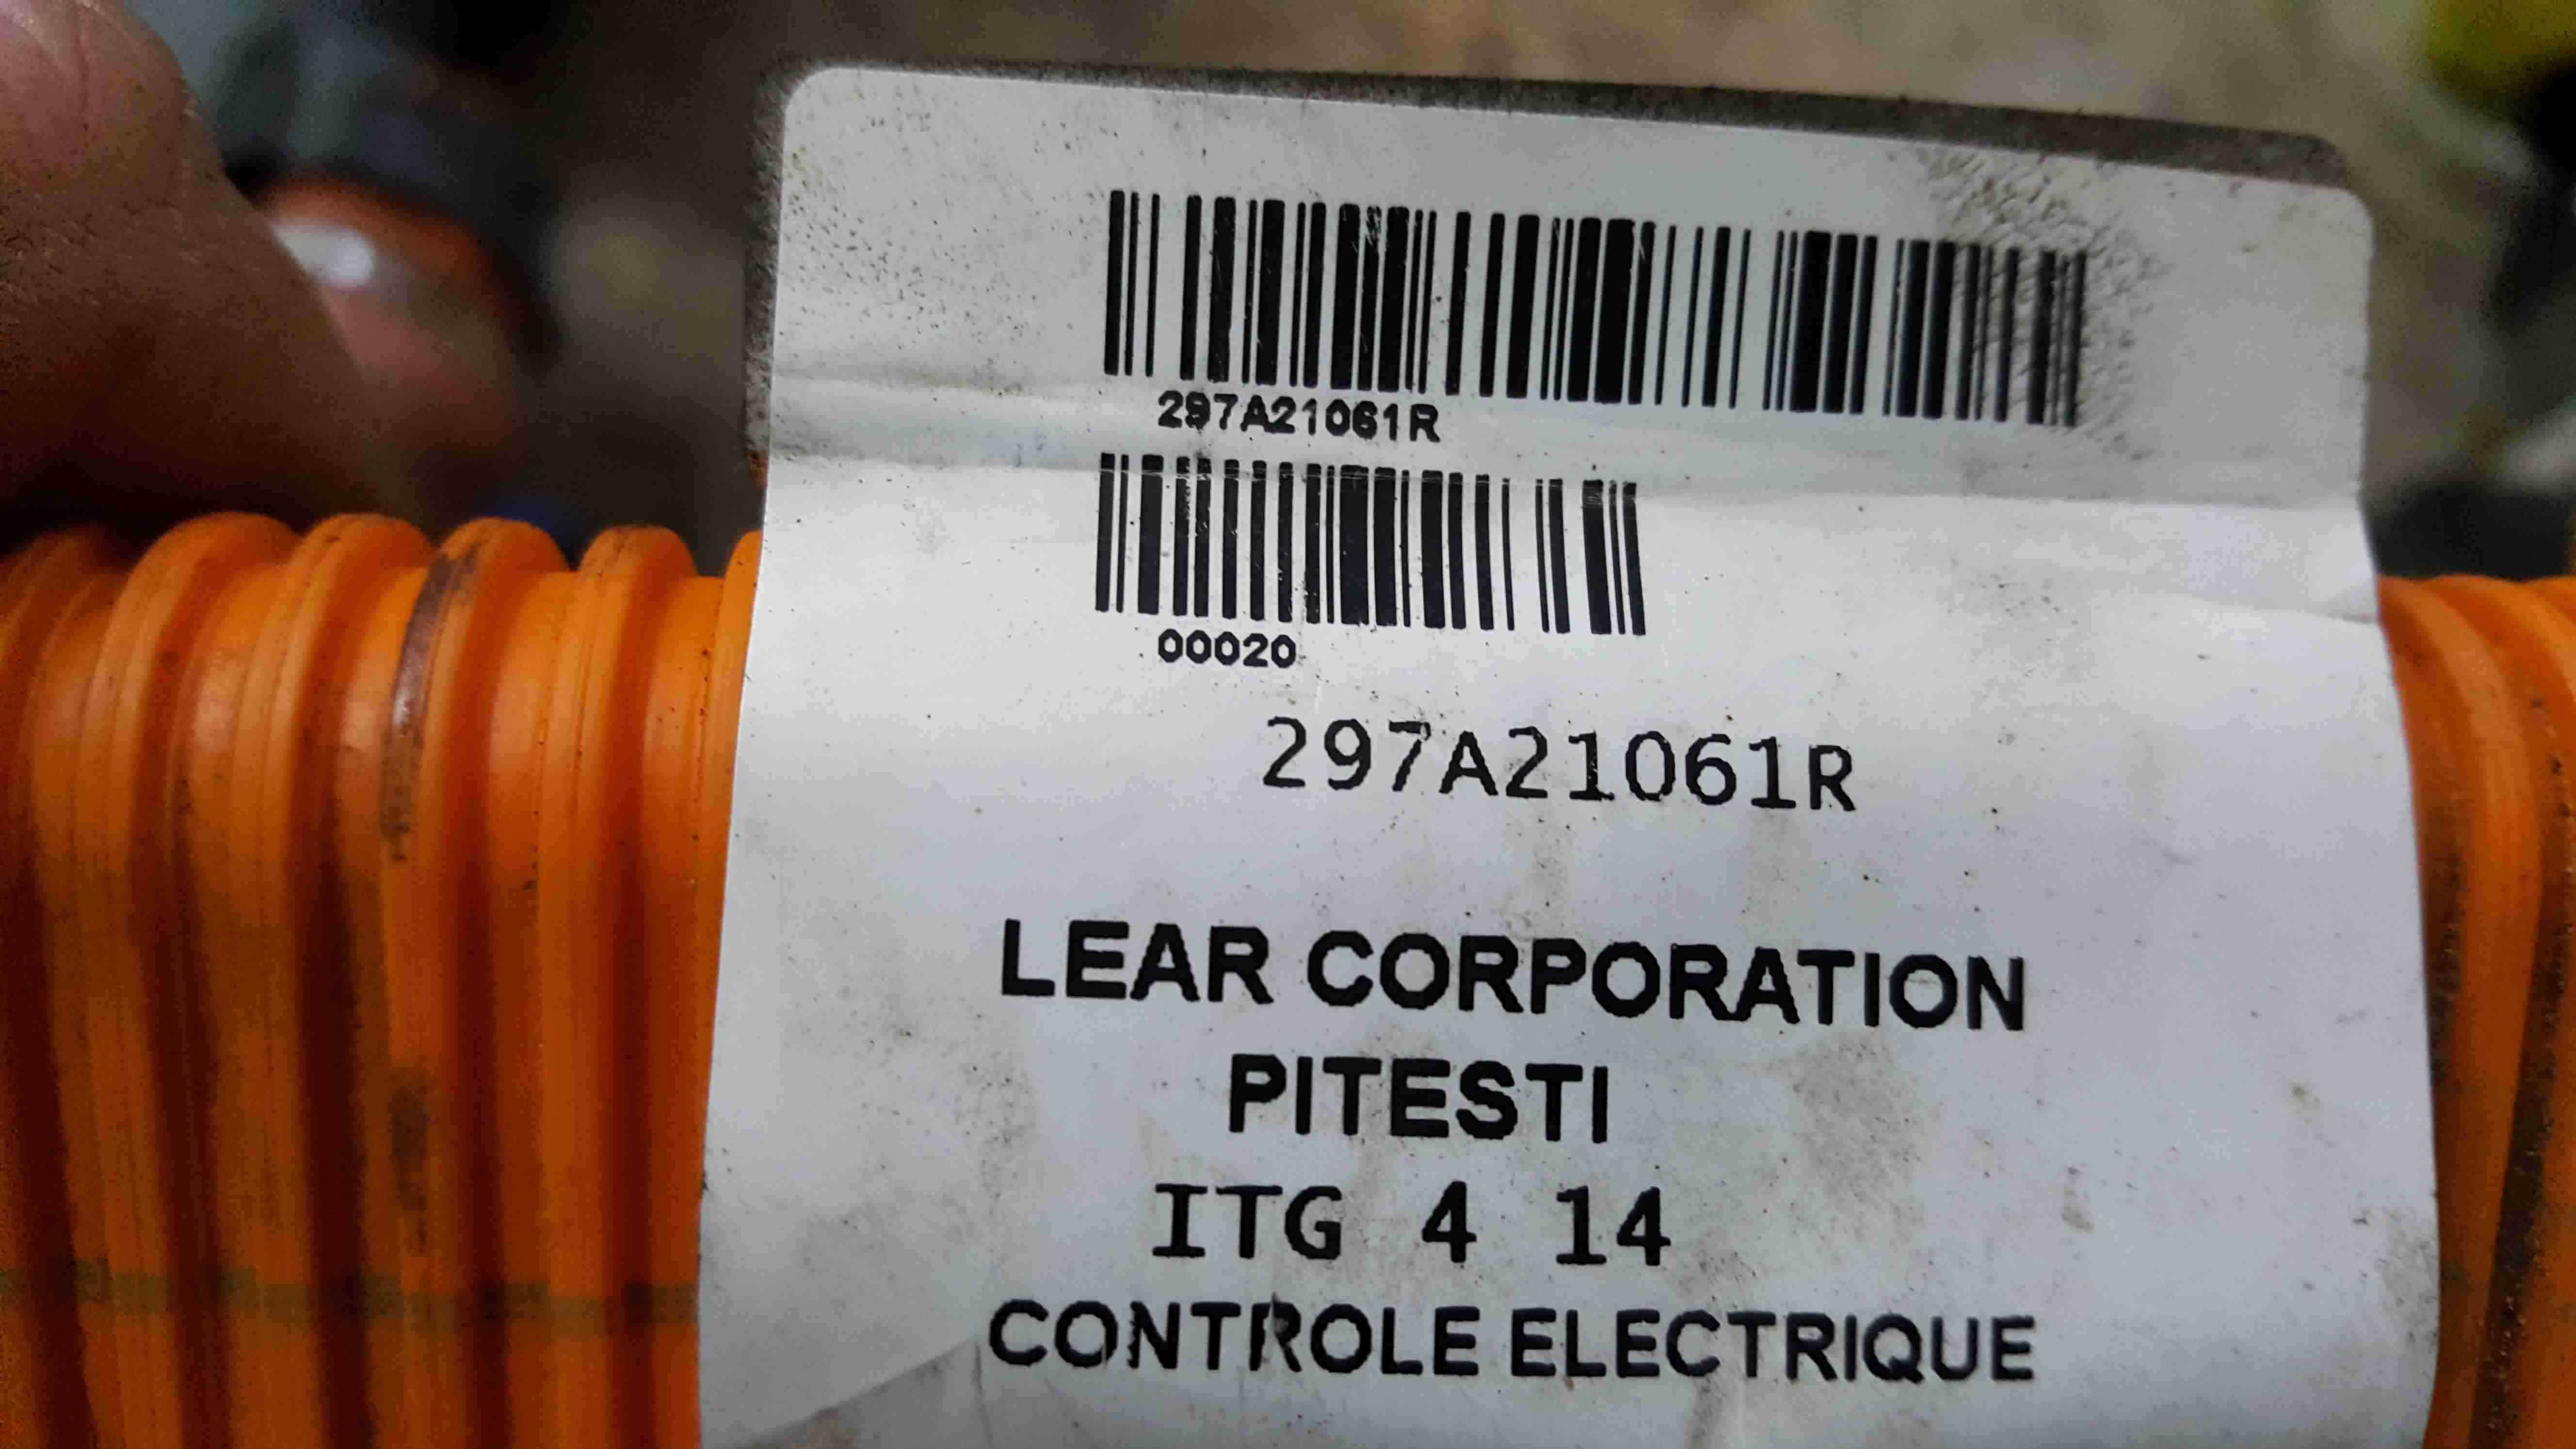 297A21061R
00020
297A21061R
LEAR CORPORATION
PITESTI
ITG 4 14
CONTROLE ELECTRIQUE